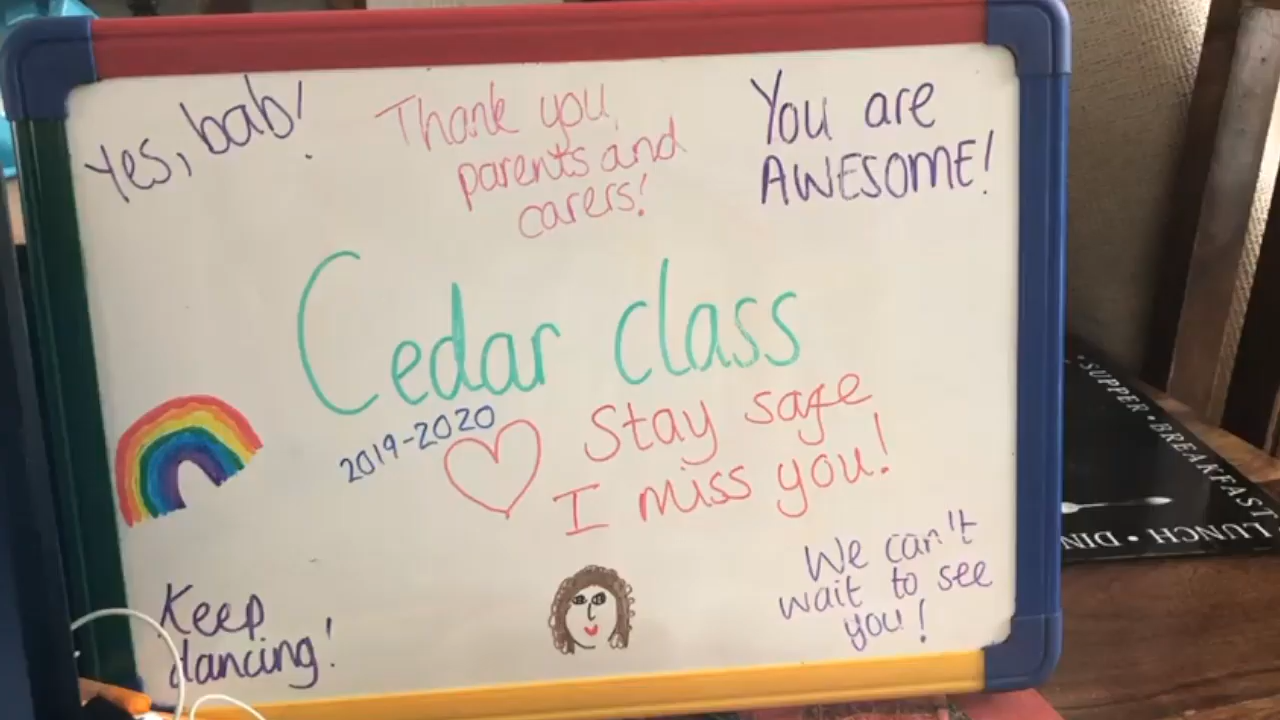 Yes, bab!
Thank you
parents and
carers!
You are
AWESOME!
Cedar class
2019-2020
Stay safe
I miss you!
Keep
dancing!
We can't
wait to see
you!
• SUPPER • BREAKFAST
LUNCH • DIN